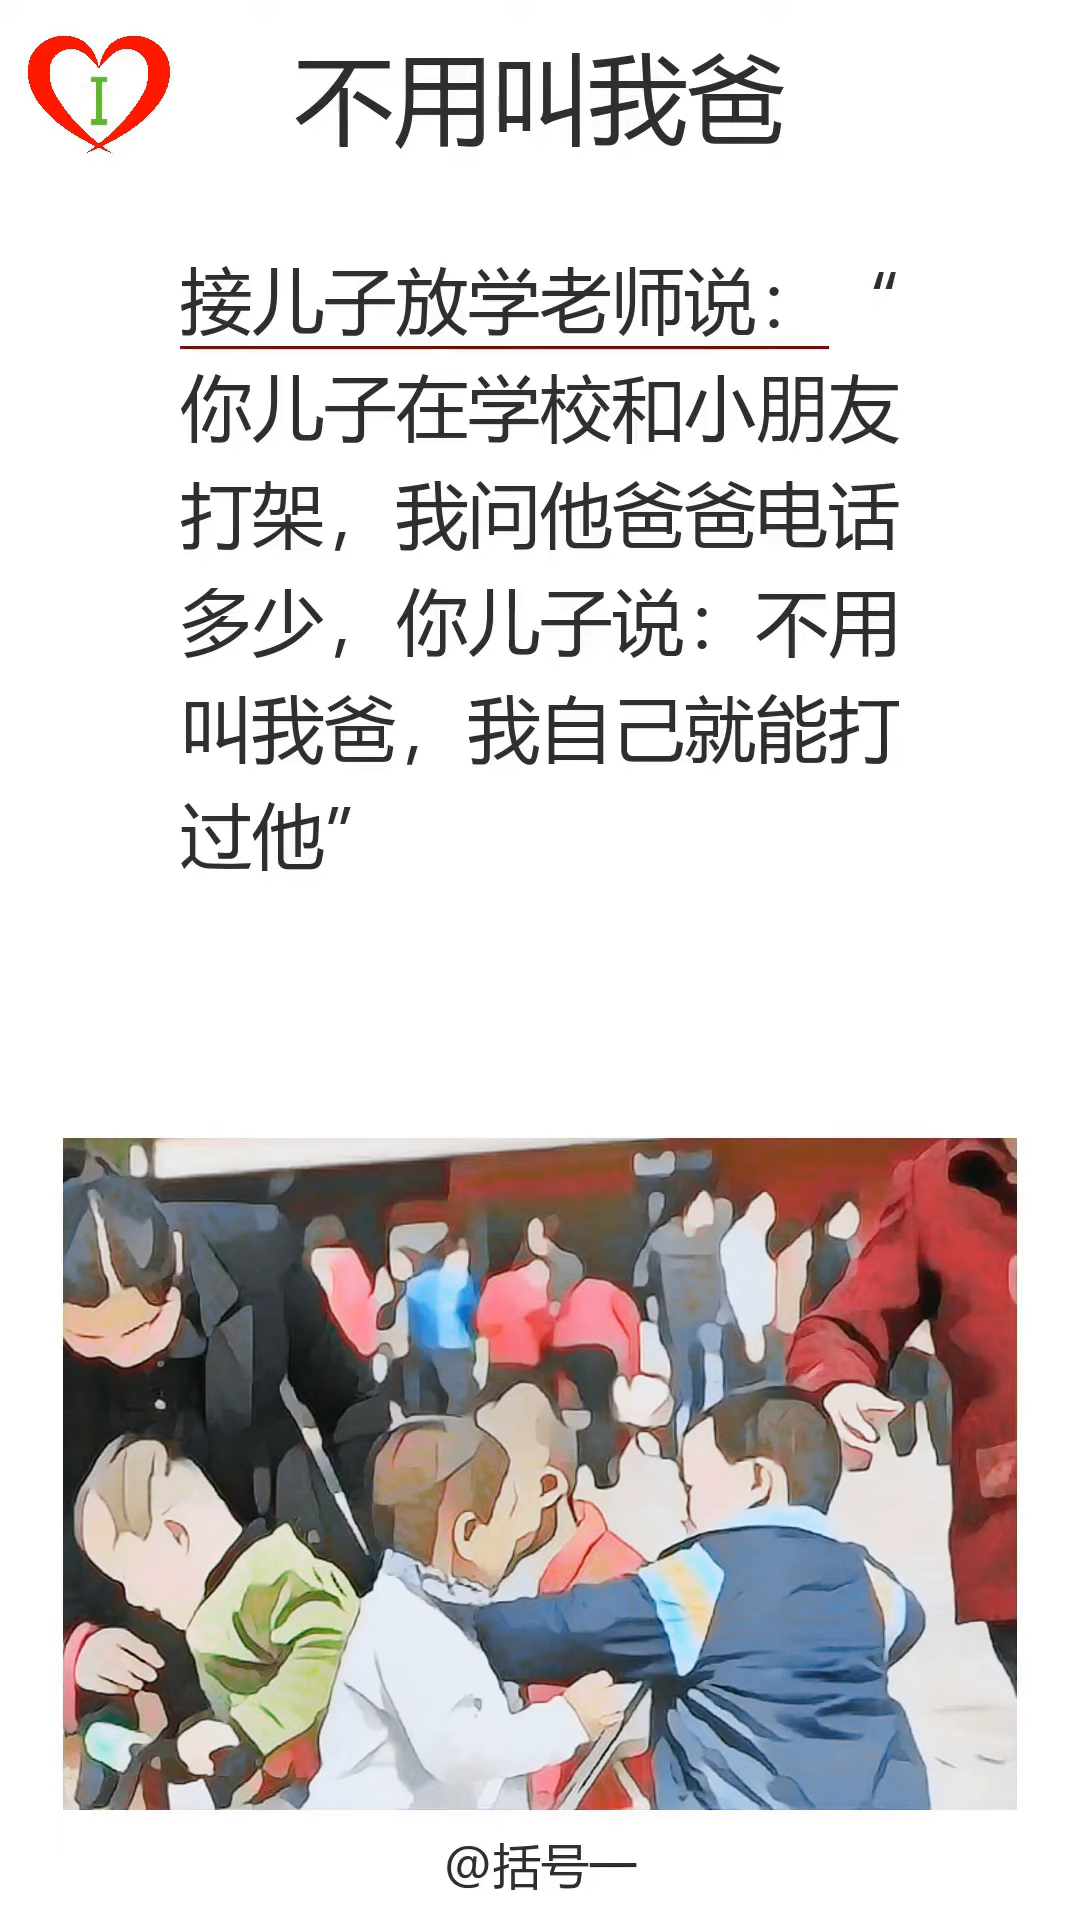 I
不用叫我爸
接儿子放学老师说：“
你儿子在学校和小朋友
打架，我问他爸爸电话
多少，你儿子说：不用
叫我爸，我自己就能打
过他”
@括号一